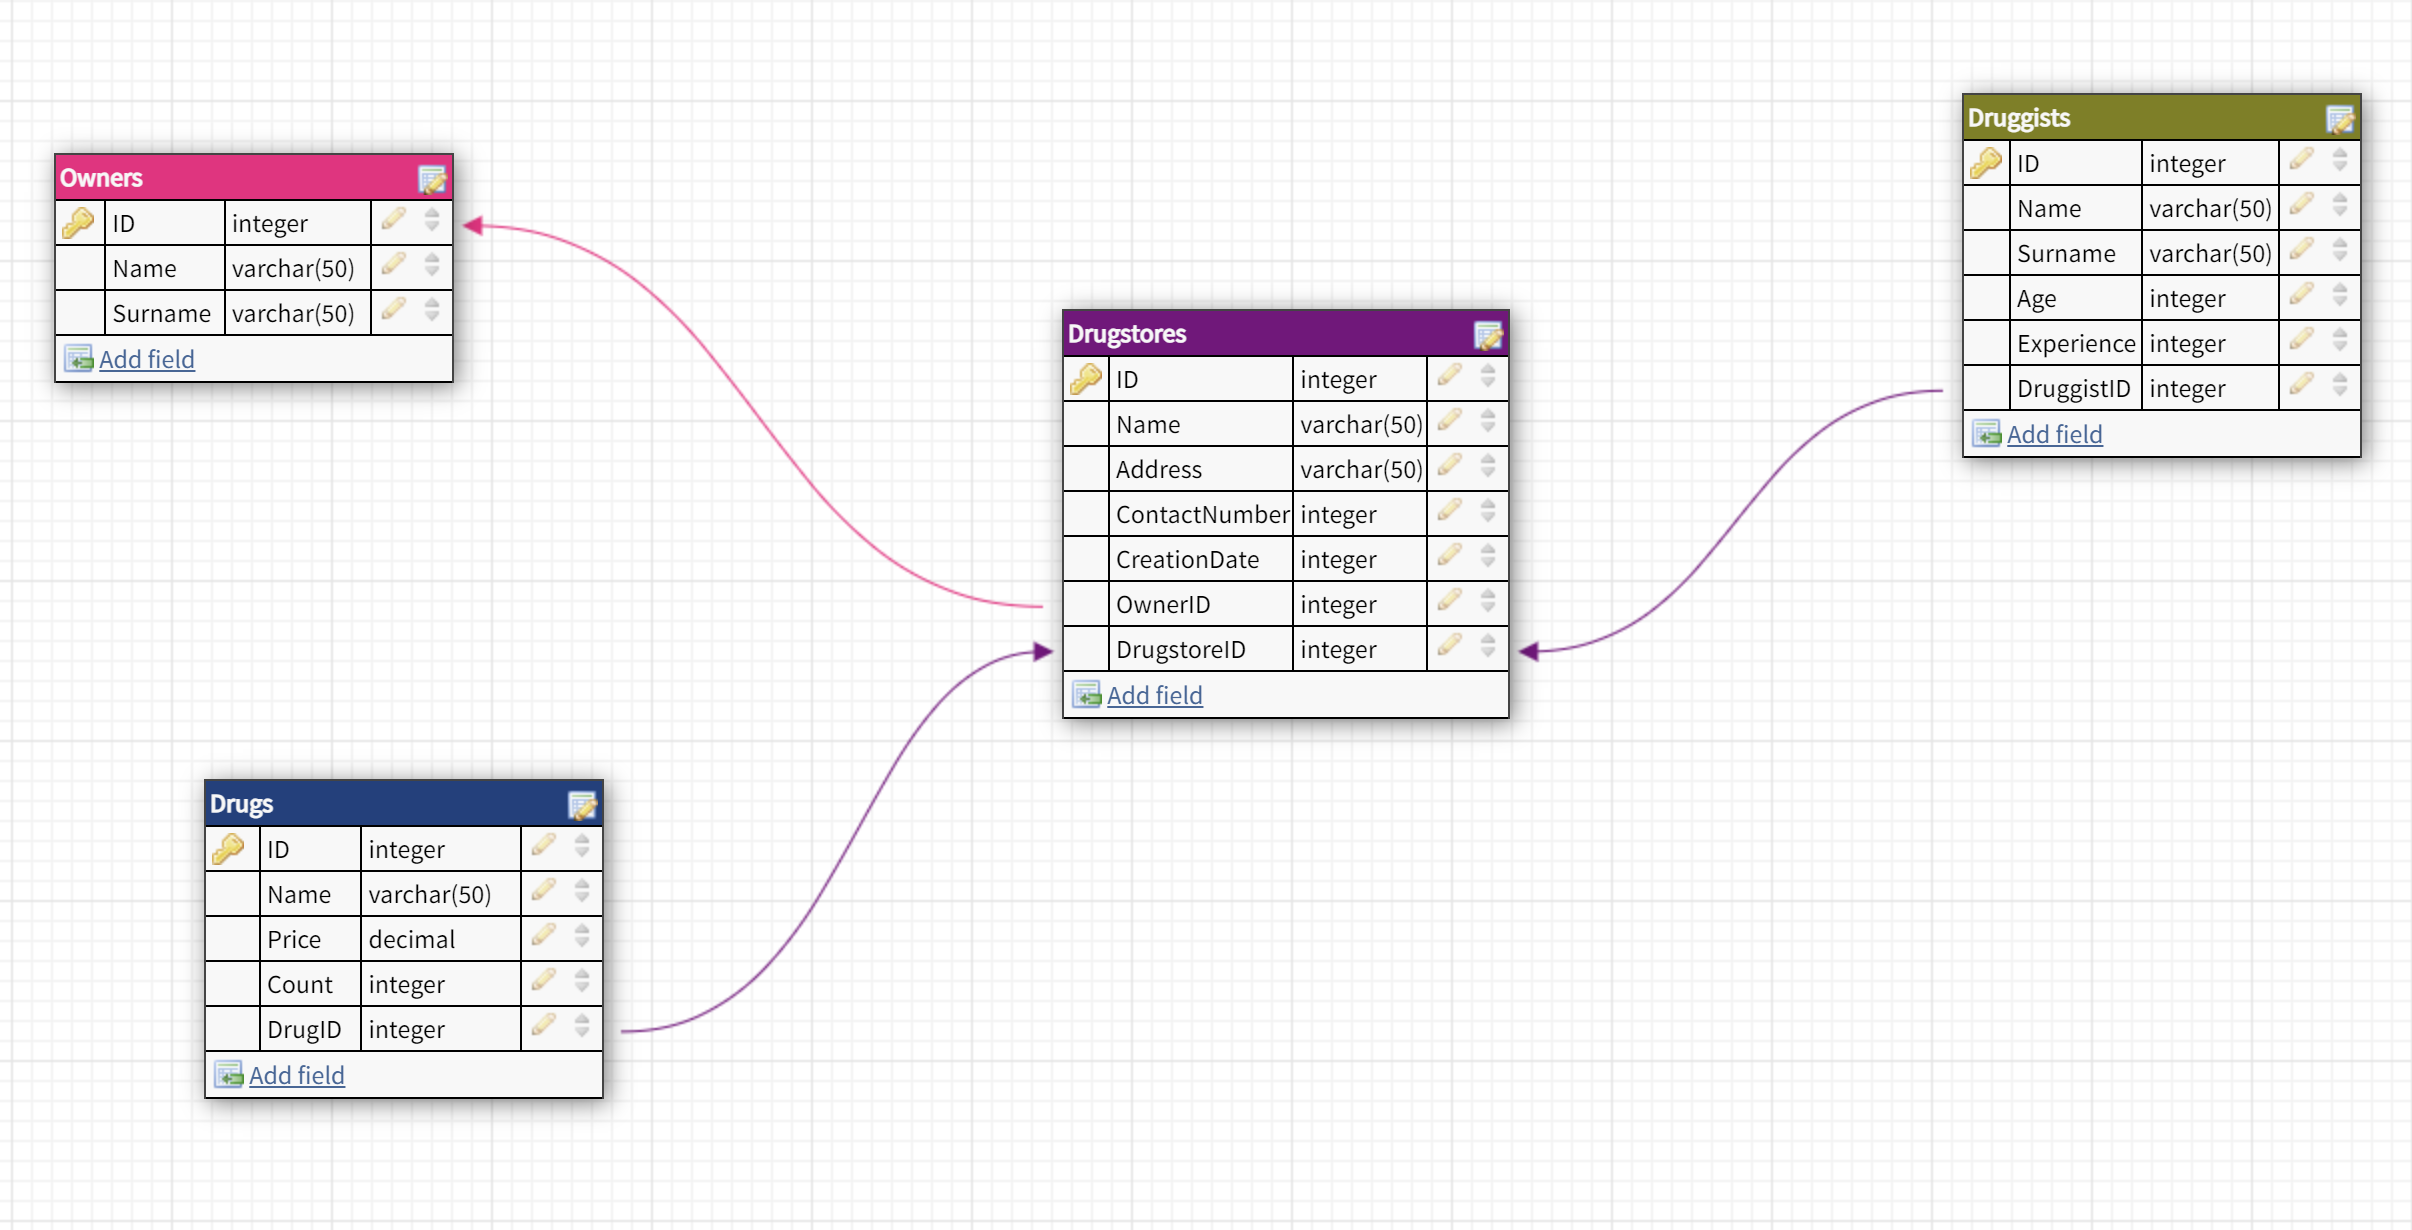 Owners
ID integer
Name varchar(50)
Surname varchar(50)
Add field
Drugstores
ID integer
Name varchar(50)
Address varchar(50)
ContactNumber integer
CreationDate integer
OwnerID integer
DrugstoreID integer
Add field
Druggists
ID integer
Name varchar(50)
Surname varchar(50)
Age integer
Experience integer
DruggistID integer
Add field
Drugs
ID integer
Name varchar(50)
Price decimal
Count integer
DrugID integer
Add field